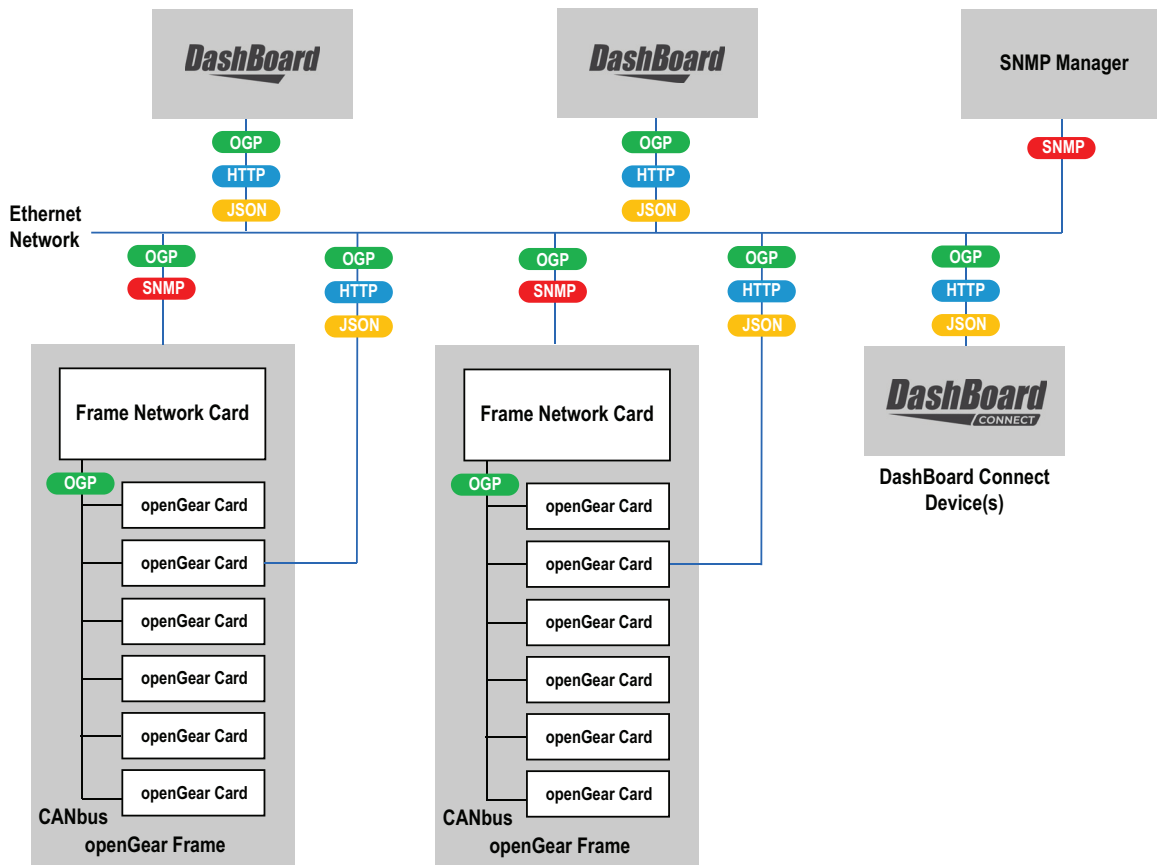 DashBoard
DashBoard
SNMP Manager
OGP
OGP
SNMP
HTTP
HTTP
JSON
JSON
Ethernet
Network
OGP
OGP
OGP
OGP
OGP
SNMP
HTTP
SNMP
HTTP
HTTP
JSON
JSON
JSON
Frame Network Card
OGP
openGear Card
openGear Card
openGear Card
openGear Card
openGear Card
openGear Card
CANbus
openGear Frame
Frame Network Card
OGP
openGear Card
openGear Card
openGear Card
openGear Card
openGear Card
openGear Card
CANbus
openGear Frame
DashBoard
CONNECT
DashBoard Connect
Device(s)